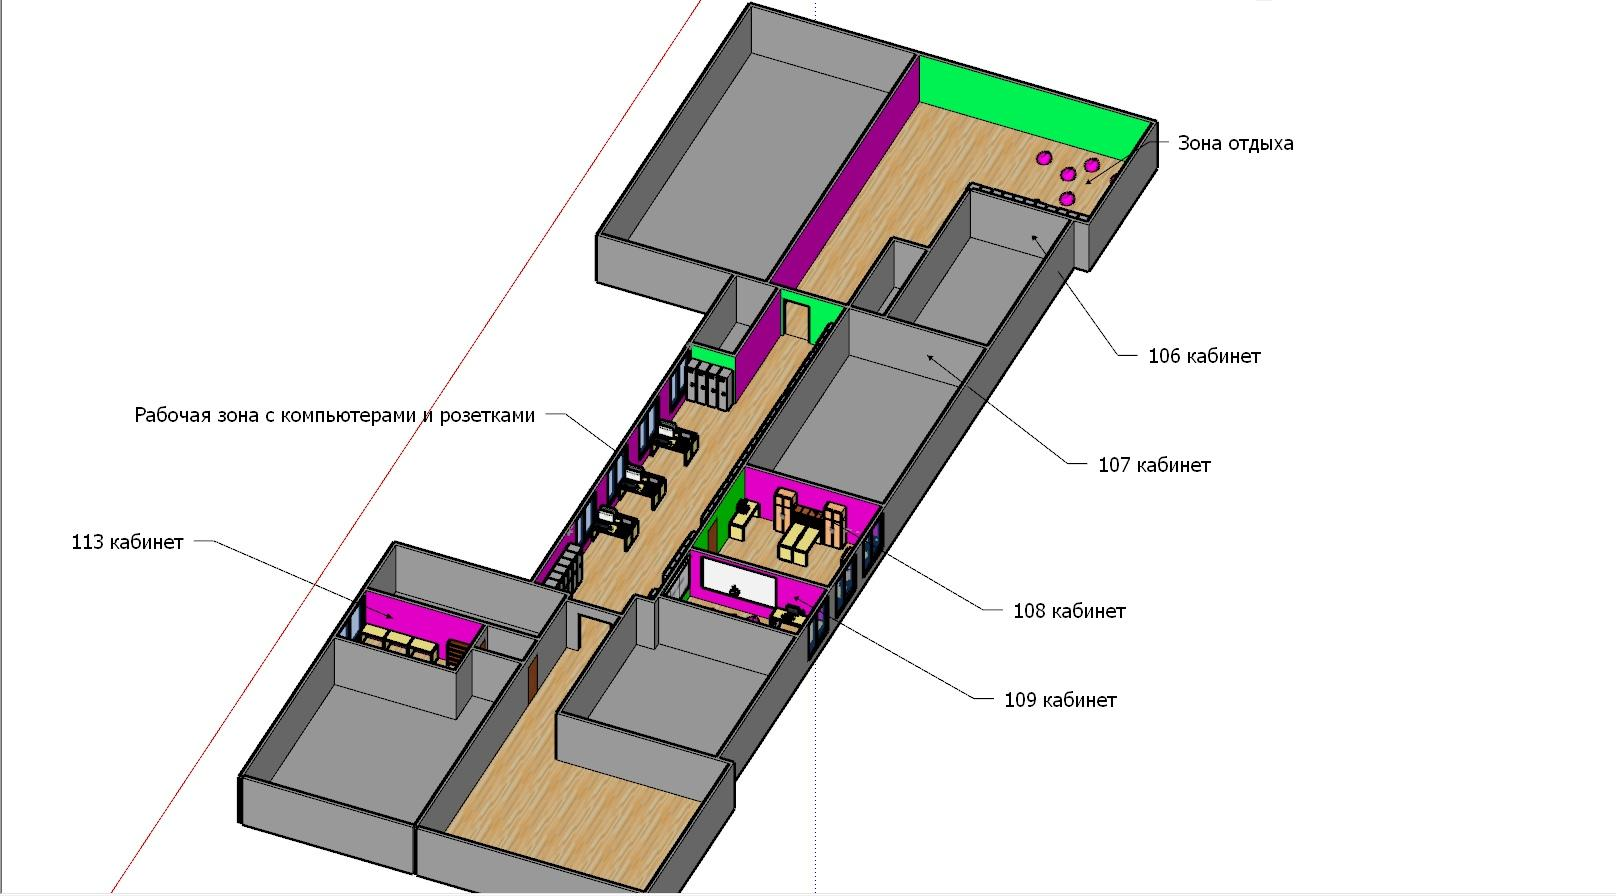 Зона отдыха
106 кабинет
Рабочая зона с компьютерами и розетками
107 кабинет
113 кабинет
108 кабинет
109 кабинет